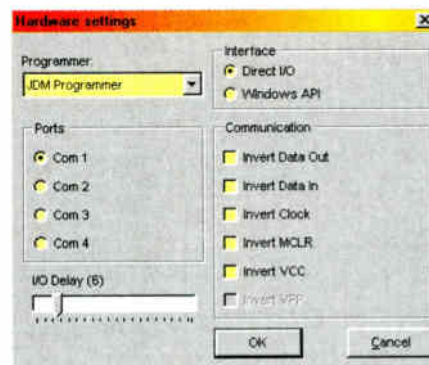 Hardware settings
Programmer:
JDM Programmer
Interface
Direct I/O
Windows API
Ports
Com 1
Com 2
Com 3
Com 4
Communication
Invert Data Out
Invert Data In
Invert Clock
Invert MCLR
Invert VCC
Invert VPP
I/O Delay (6)
OK
Cancel